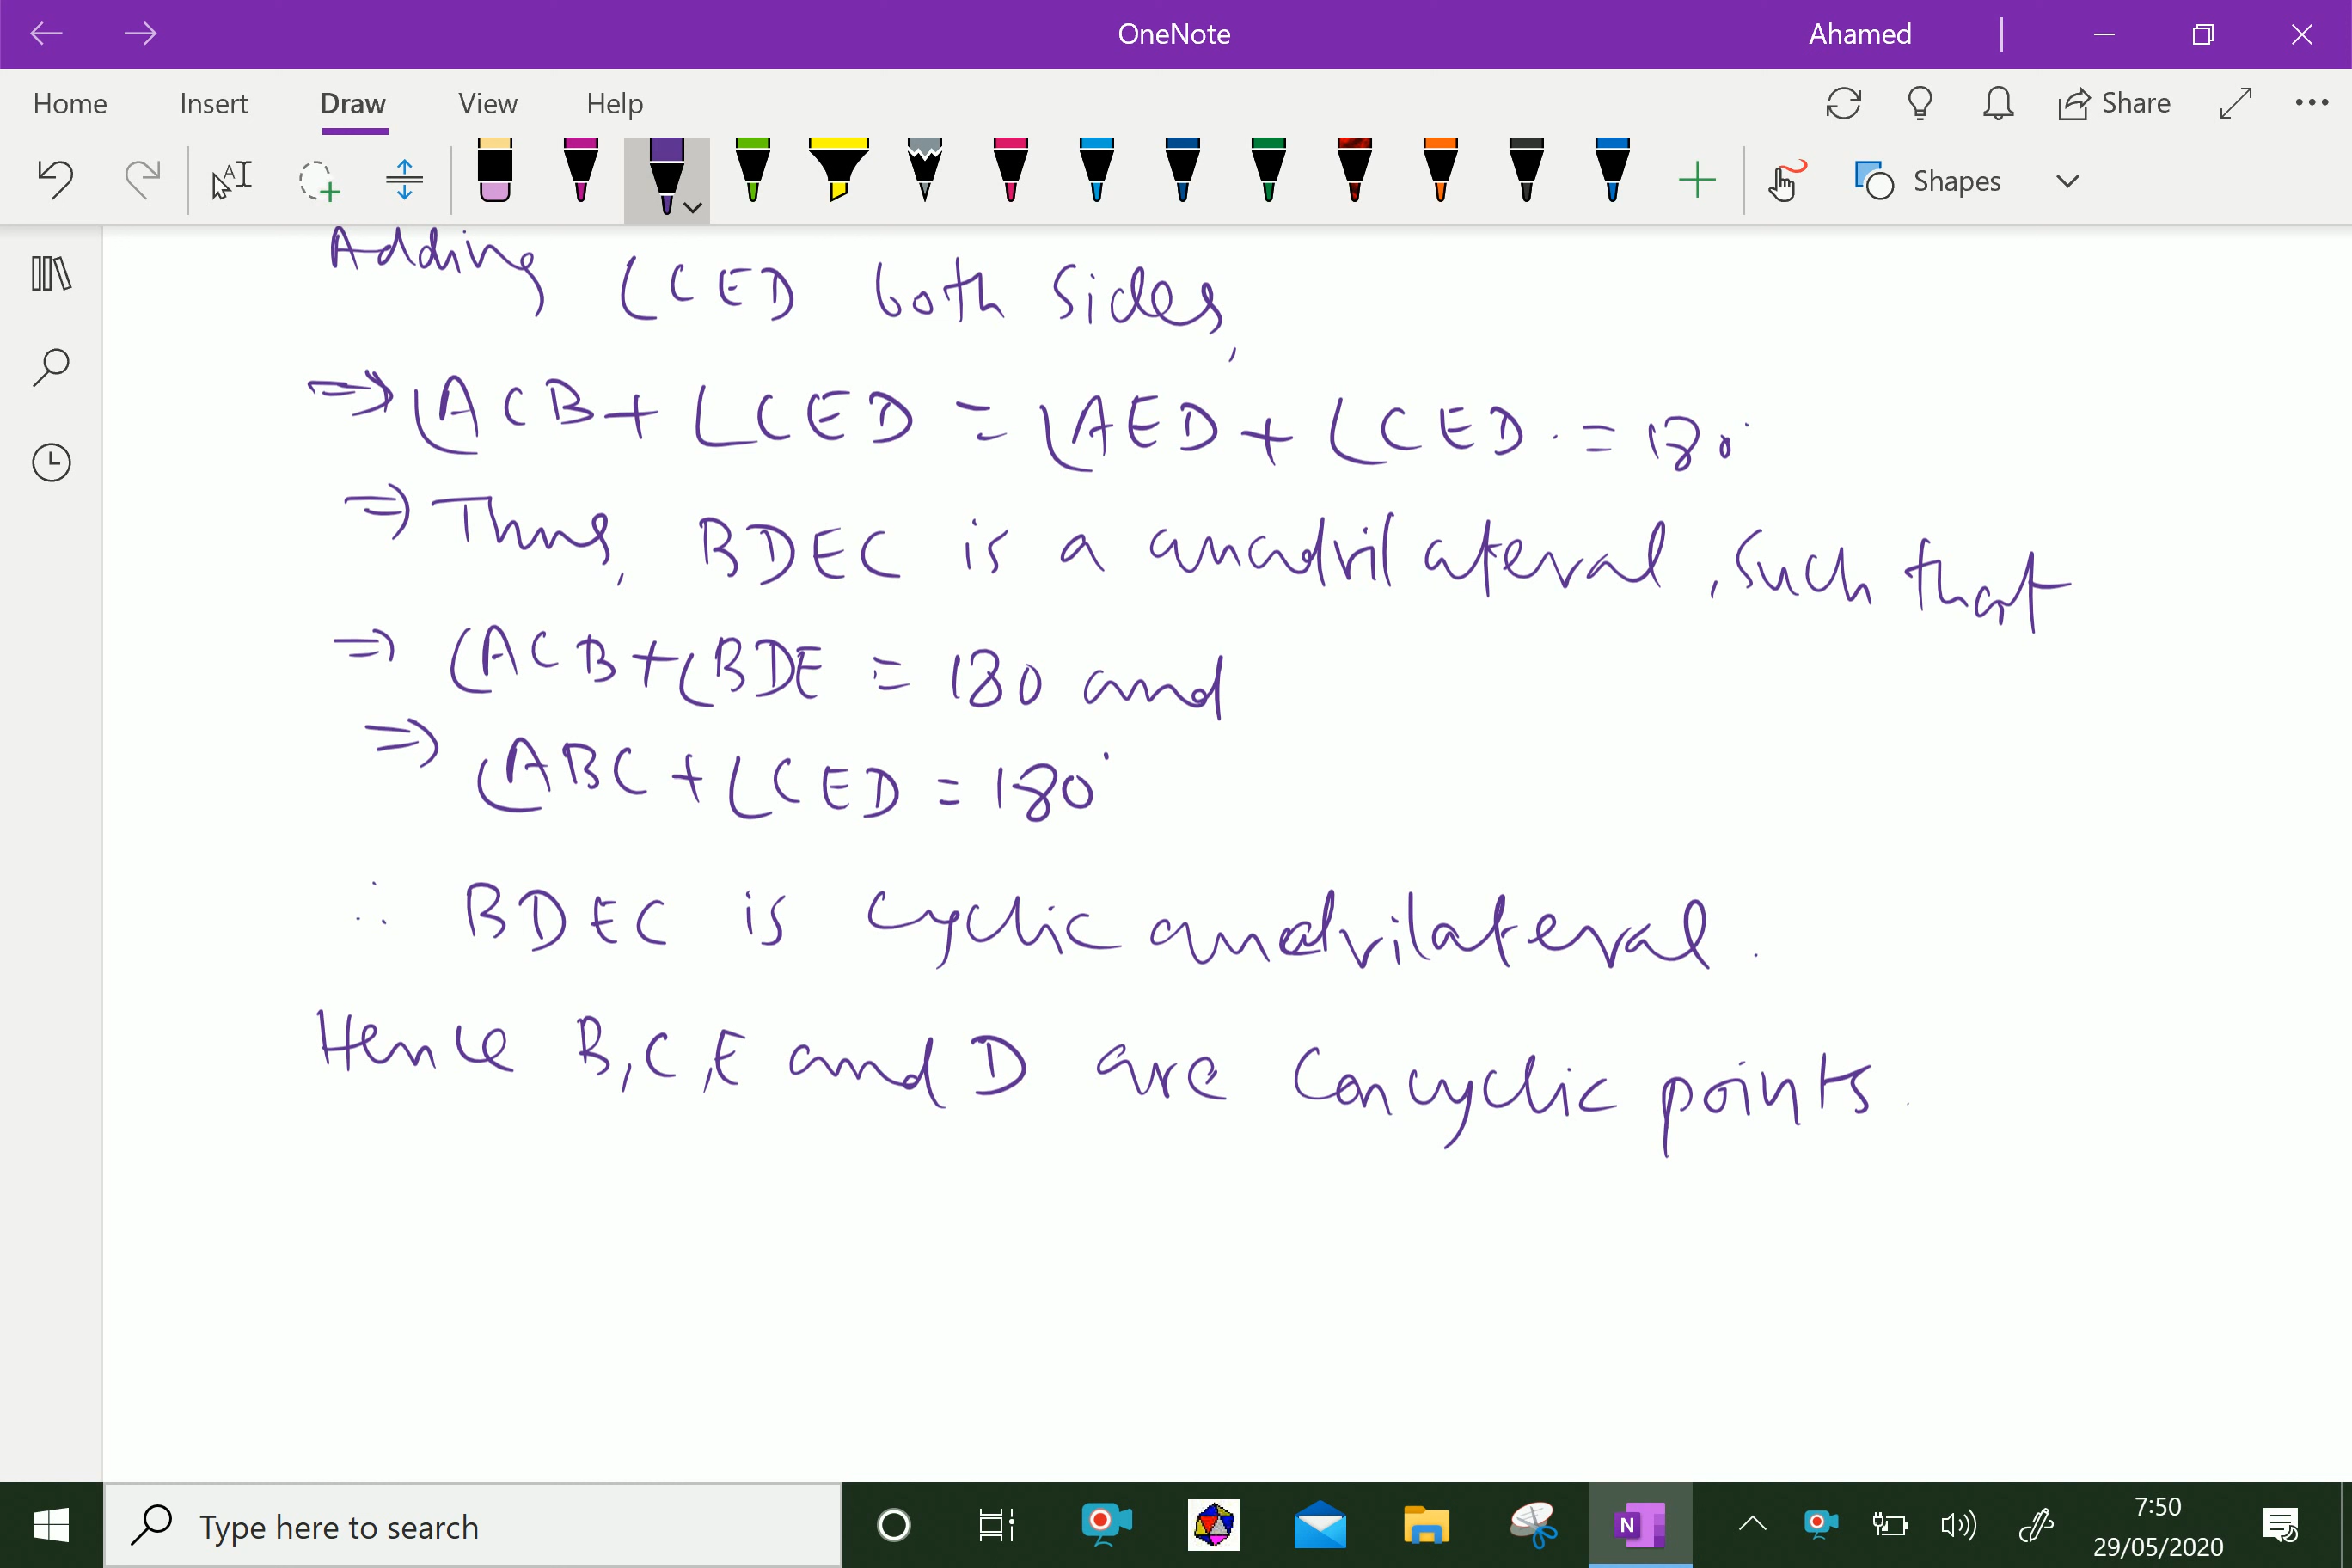 OneNote
Ahamed
Home Insert Draw View Help
Share
Shapes
Adding ∠CED both sides,
⇒ ∠ACB + ∠CED = ∠AED + ∠CED . = 180°
⇒ Thus, BDEC is a quadrilateral, such that
⇒ ∠ACB + ∠BDE = 180 and
⇒ ∠ABC + ∠CED = 180°
∴ BDEC is cyclic quadrilateral.
Hence B, C, E and D are concyclic points.
Type here to search
7:50
29/05/2020